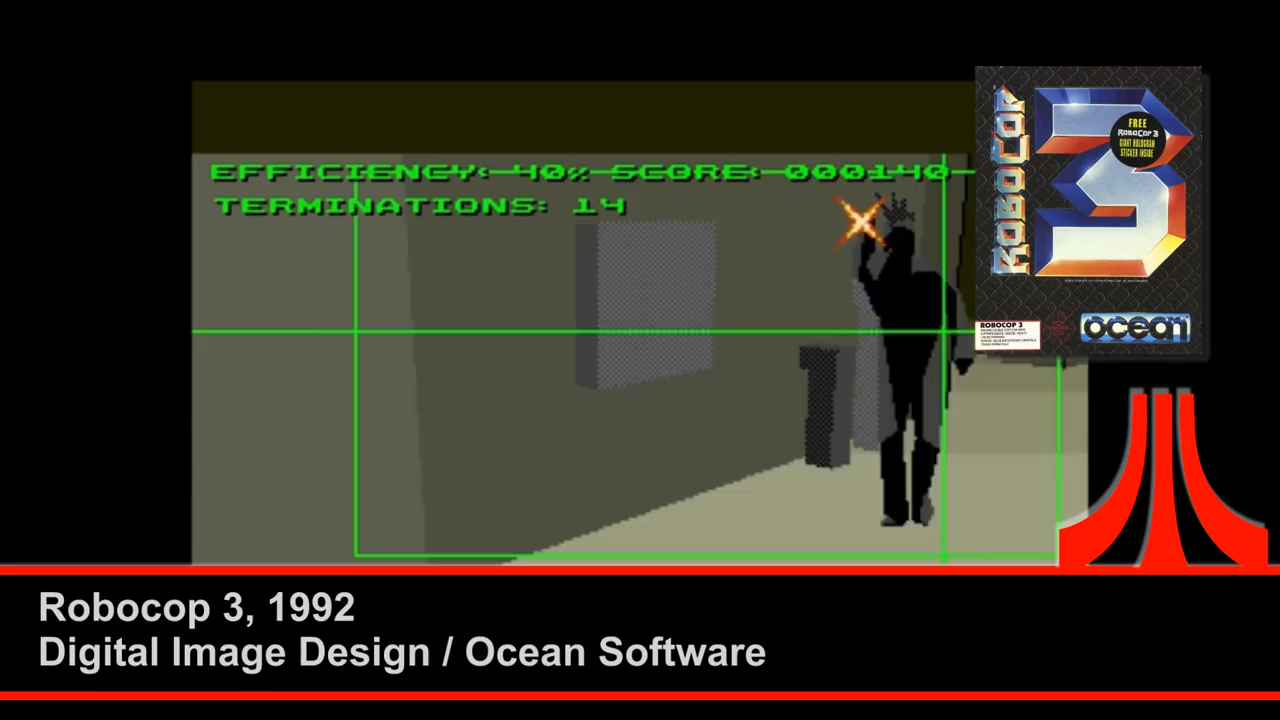 EFFICIENCY: 40% SCORE: 000140
TERMINATIONS: 14
ROBOCOP
3
FREE
ROBOCOP 3
GIANT HOLOGRAM
STICKER INSIDE
ROBOCOP 3
ocean
Robocop 3, 1992
Digital Image Design / Ocean Software